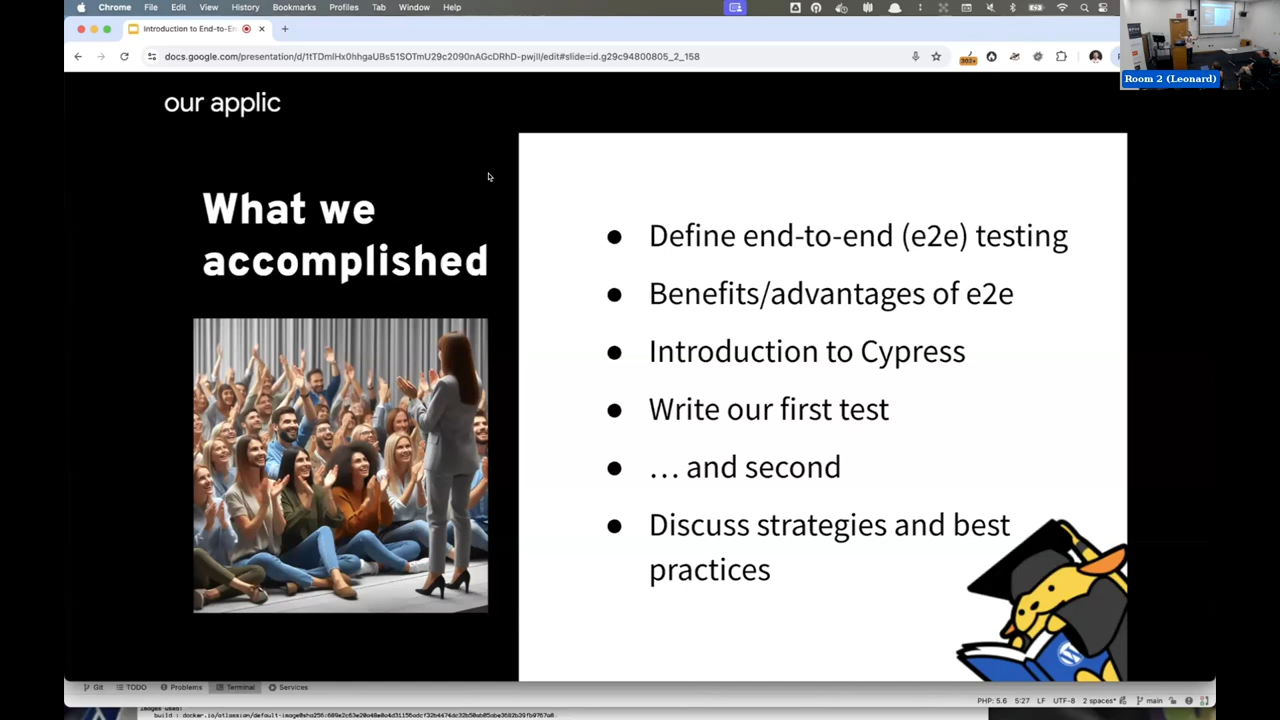 Chrome File Edit View History Bookmarks Profiles Tab Window Help
Introduction to End-to-En
docs.google.com/presentation/d/1tTDmlHx0hhgaUBs51SOTmU29c2090nAGcDRhD-pwjlI/edit#slide=id.g29c94800805_2_158
Room 2 (Leonard)
our applic
What we
accomplished
● Define end-to-end (e2e) testing
● Benefits/advantages of e2e
● Introduction to Cypress
● Write our first test
● … and second
● Discuss strategies and best
practices
Git TODO Problems Terminal Services
PHP: 5.6 5:27 LF UTF-8 2 spaces* main